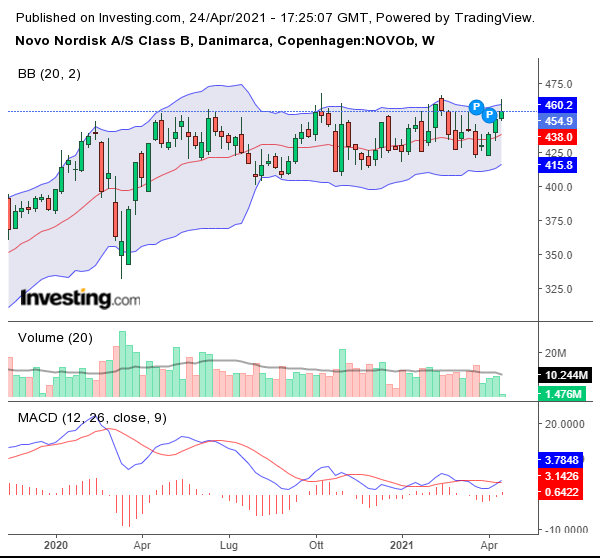 Published on Investing.com, 24/Apr/2021 - 17:25:07 GMT, Powered by TradingView.
Novo Nordisk A/S Class B, Danimarca, Copenhagen:NOVOb, W
BB (20, 2)
475.0
460.2
454.9
438.0
425.0
415.8
400.0
375.0
350.0
325.0
P
P
Investing.com
Volume (20)
20M
10.244M
1.476M
MACD (12, 26, close, 9)
20.0000
3.7848
3.1426
0.6422
-10.0000
2020
Apr
Lug
Ott
2021
Apr